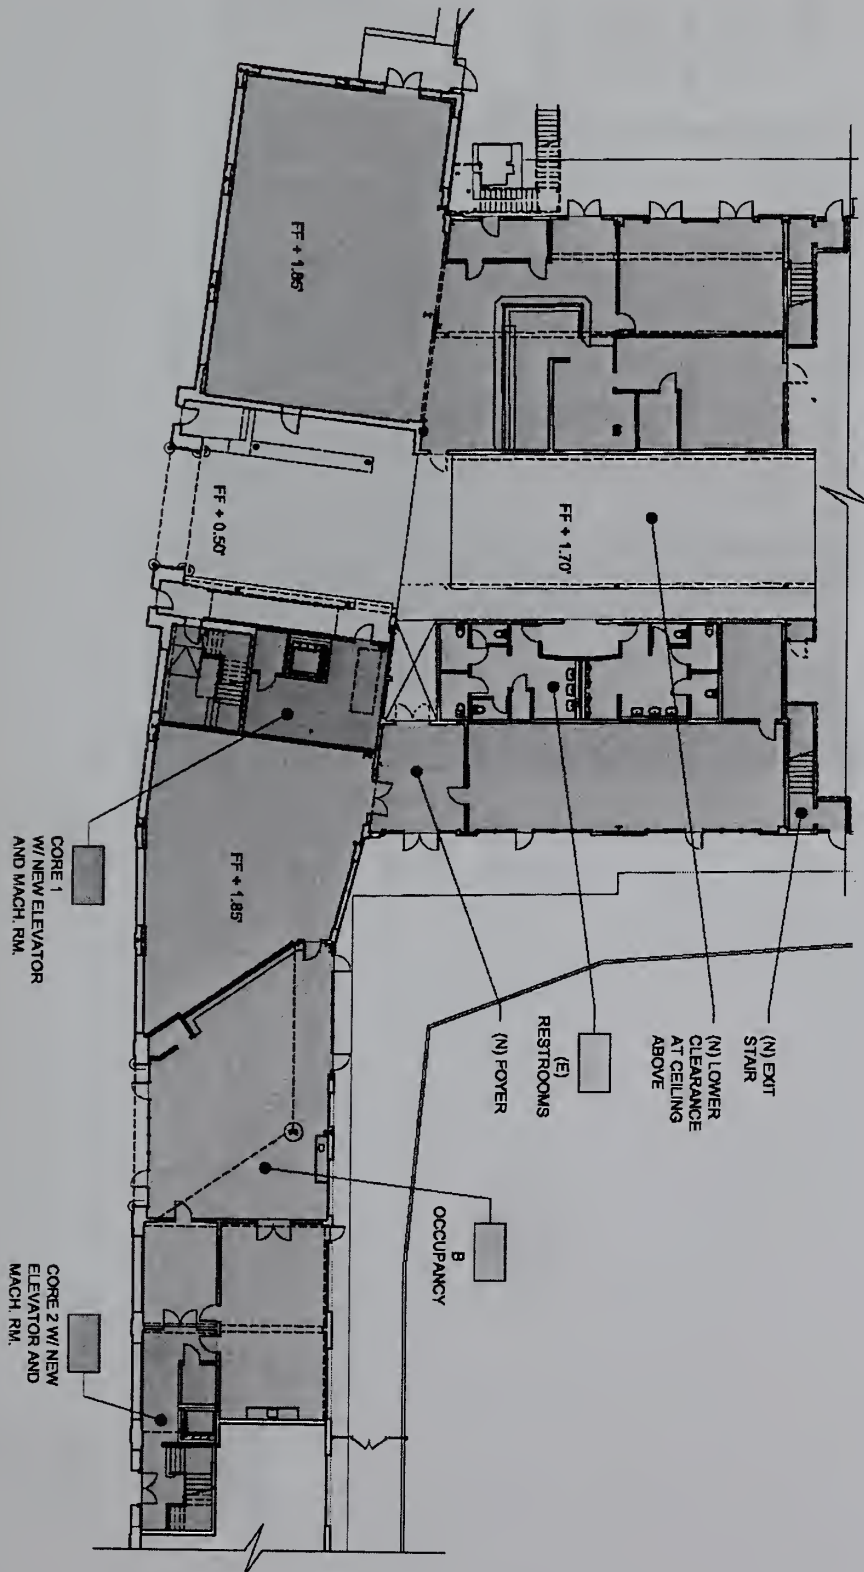 FF + 1.86'
FF + 0.50'
FF + 1.70'
FF + 1.85'
(N) EXIT
STAIR
(N) LOWER
CLEARANCE
AT CEILING
ABOVE
(E)
RESTROOMS
(N) FOYER
B
OCCUPANCY
CORE 1
W/ NEW ELEVATOR
AND MACH. RM.
CORE 2 W/ NEW
ELEVATOR AND
MACH. RM.